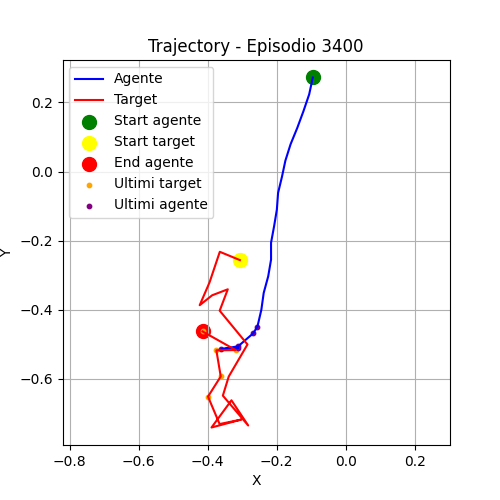 Trajectory - Episodio 3400
Agente
Target
Start agente
Start target
End agente
Ultimi target
Ultimi agente
Y
0.2
0.0
−0.2
−0.4
−0.6
−0.8
−0.6
−0.4
−0.2
0.0
0.2
X